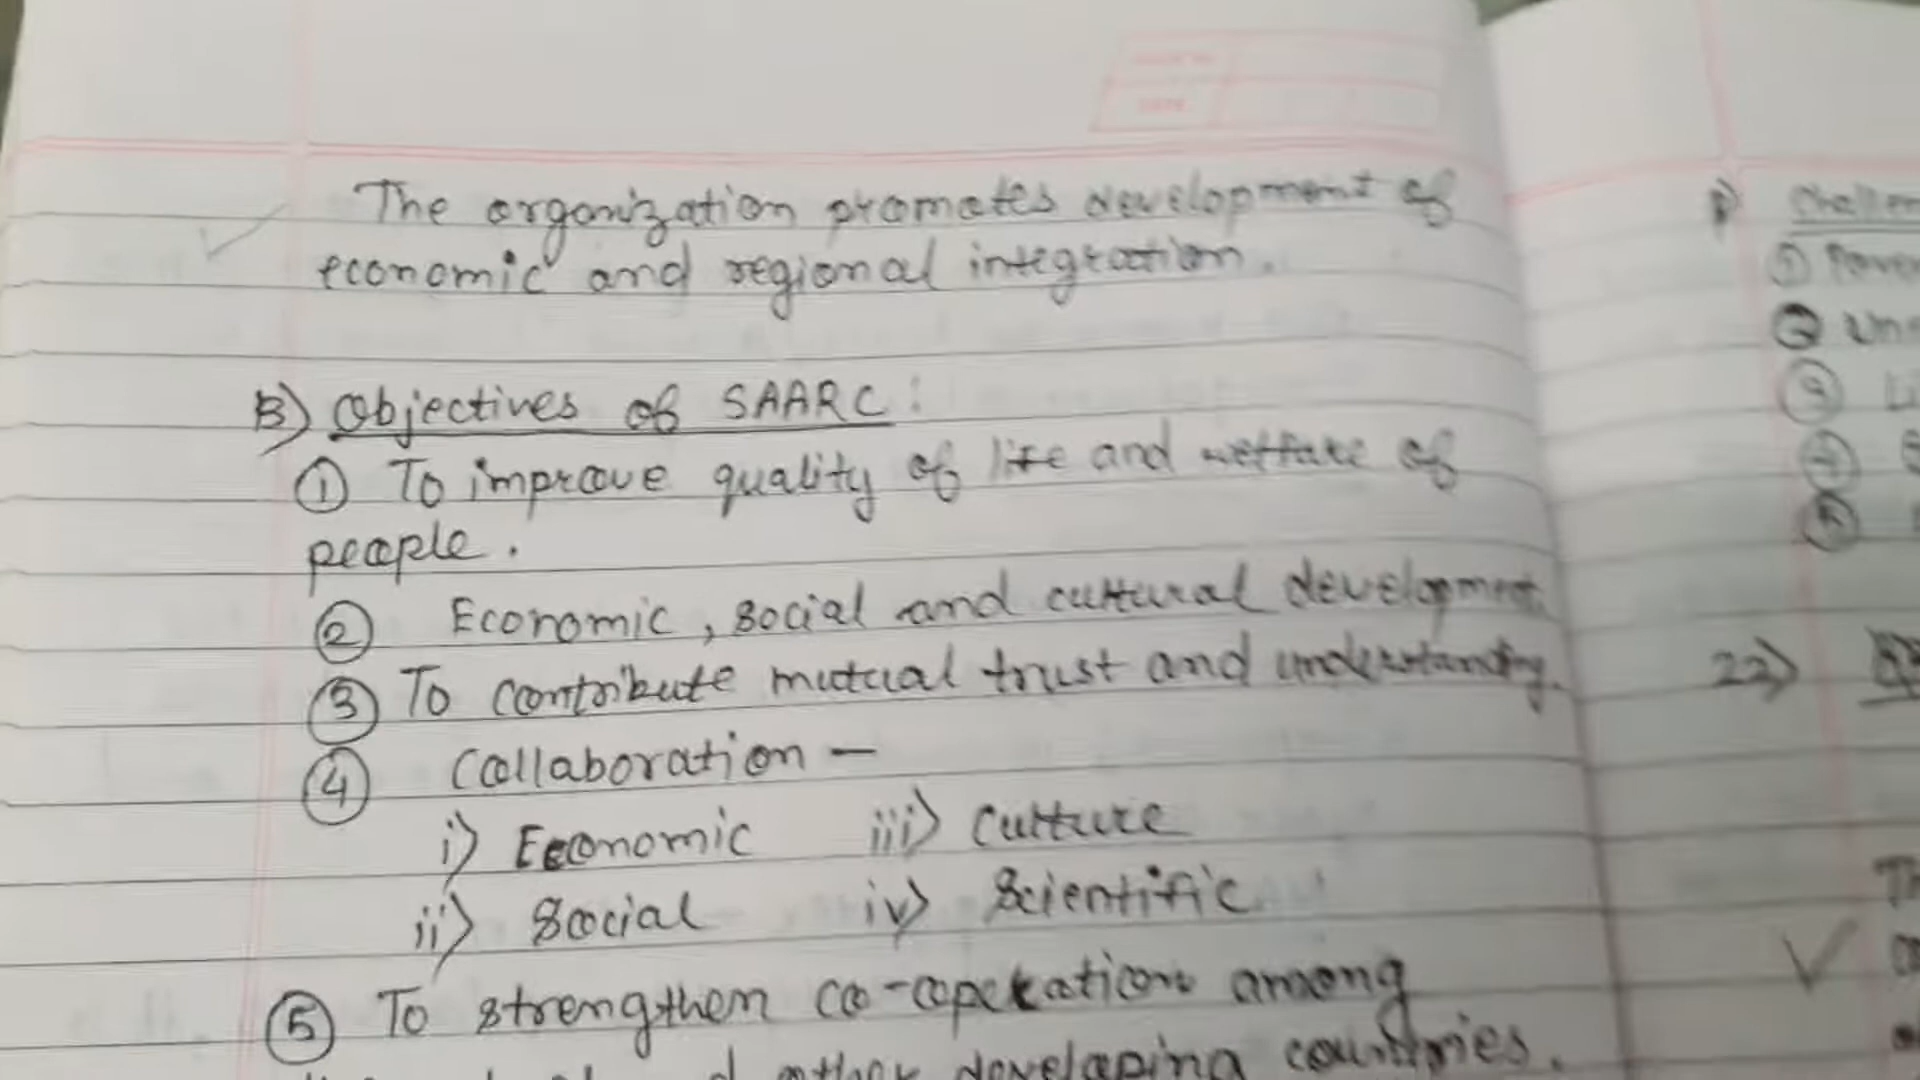 The organization promotes development of
economic and regional integration.
B) Objectives of SAARC:
① To improve quality of life and welfare of
people.
② Economic, social and cultural development.
③ To contribute mutual trust and understanding.
④ Collaboration -
i) Economic iii) Culture
ii) Social iv) Scientific
⑤ To strengthen co-operation among
other developing countries.
22)